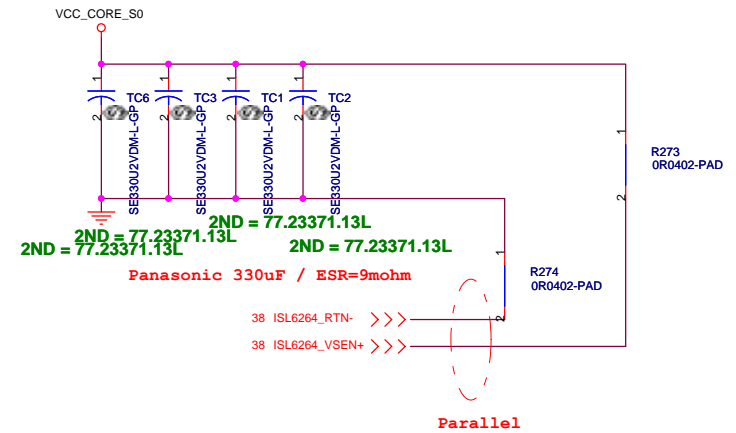 VCC_CORE_S0
1
1
1
1
TC6
TC3
TC1
TC2
2
2
2
2
SE330U2VDM-L-GP
SE330U2VDM-L-GP
SE330U2VDM-L-GP
SE330U2VDM-L-GP
1
R273
0R0402-PAD
2
2ND = 77.23371.13L
2ND = 77.23371.13L
2ND = 77.23371.13L
2ND = 77.23371.13L
1
R274
0R0402-PAD
2
Panasonic 330uF / ESR=9mohm
38 ISL6264_RTN-
38 ISL6264_VSEN+
Parallel